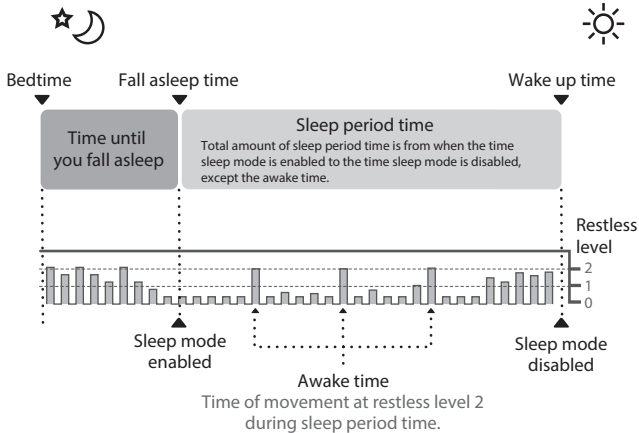 Bedtime
Fall asleep time
Wake up time
Time until
you fall asleep
Sleep period time
Total amount of sleep period time is from when the time
sleep mode is enabled to the time sleep mode is disabled,
except the awake time.
Restless
level
2
1
0
Sleep mode
enabled
Sleep mode
disabled
Awake time
Time of movement at restless level 2
during sleep period time.